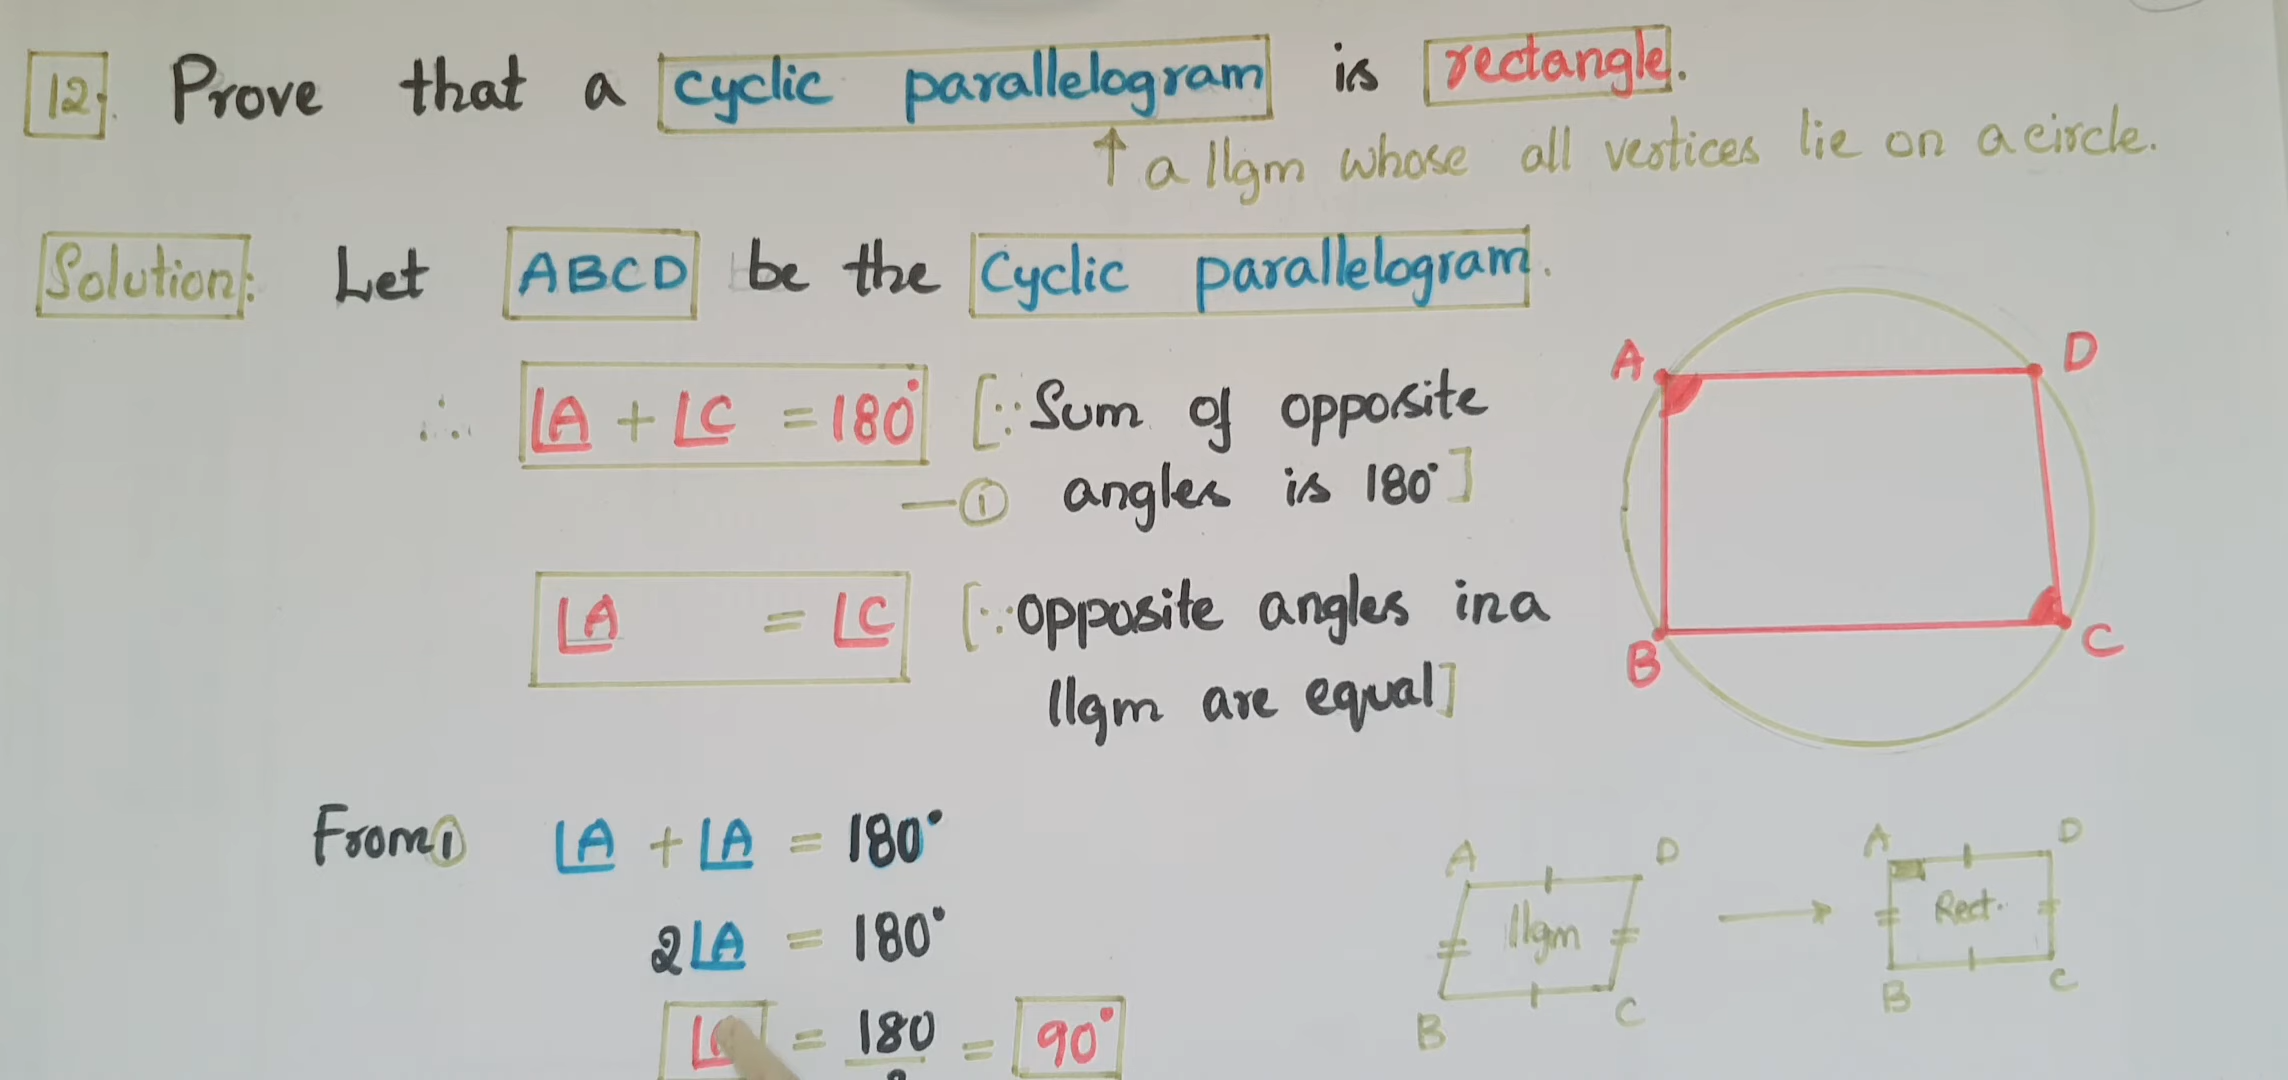 12. Prove that a cyclic parallelogram is rectangle.
↑ a llgm whose all vertices lie on a circle.
Solution: Let ABCD be the Cyclic parallelogram.
∴ ∠A + ∠C = 180° [∵ Sum of opposite
—① angles is 180°]
∠A = ∠C [∵ opposite angles in a
llgm are equal]
A D
B C
From ① ∠A + ∠A = 180°
2∠A = 180°
= 180 = 90°
A D
llgm
B C
A D
Rect.
B C